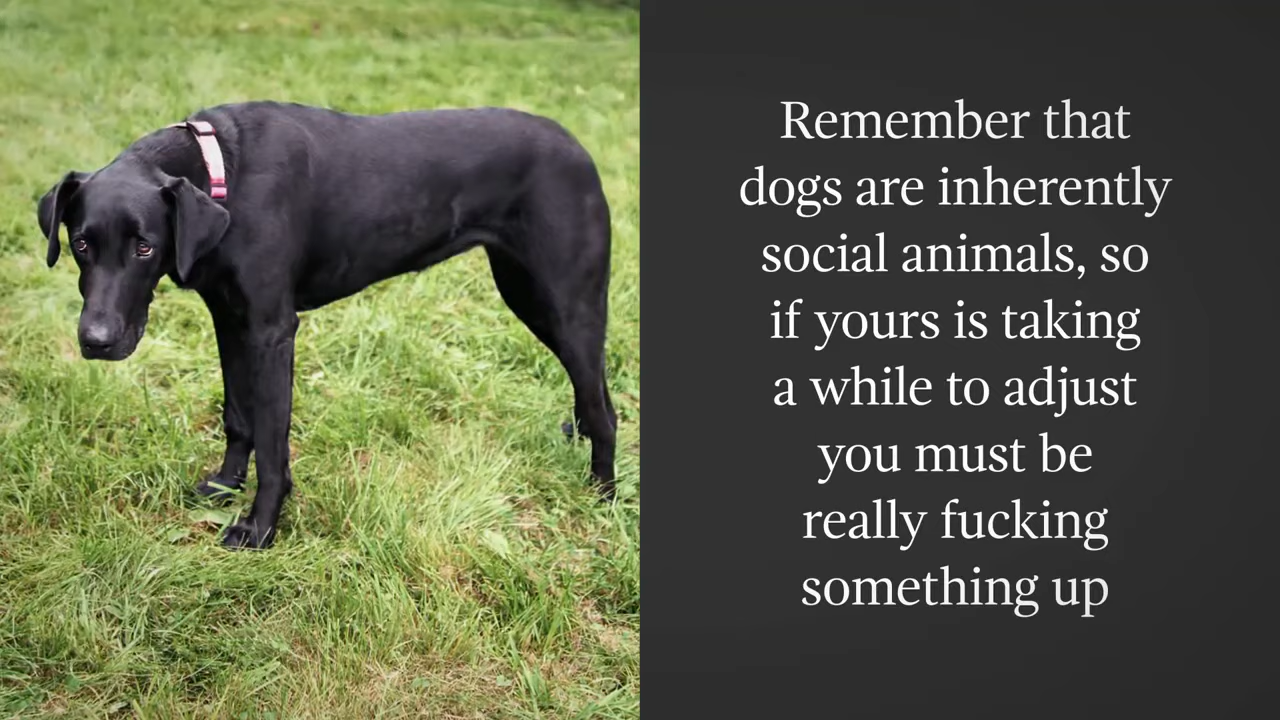 Remember that
dogs are inherently
social animals, so
if yours is taking
a while to adjust
you must be
really fucking
something up